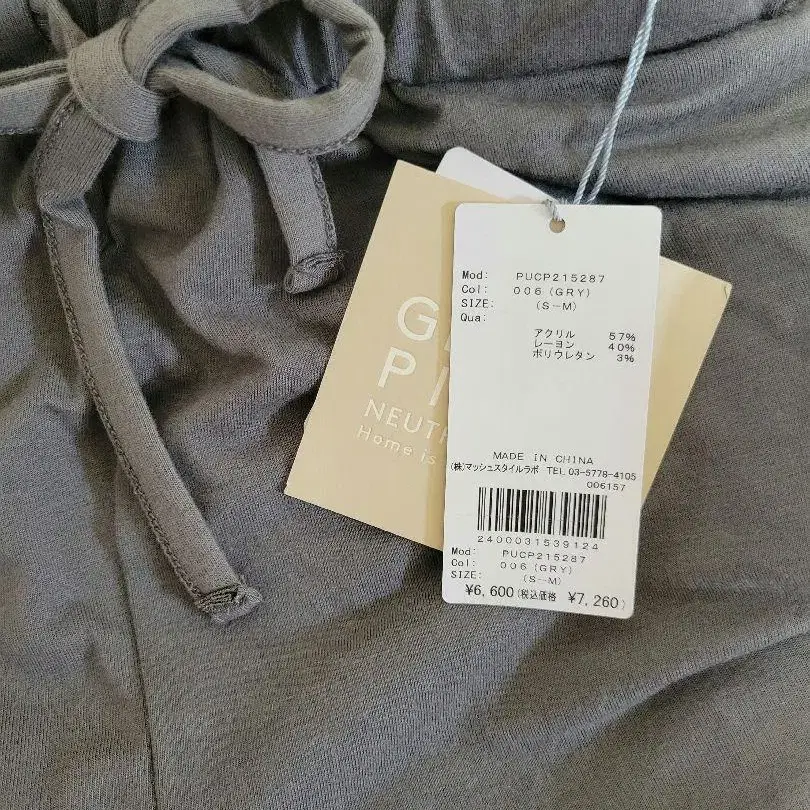 G
PI
NEUTR
Home is
Mod: PUCP215287
Col: 006(GRY)
SIZE: (S-M)
Qua:
アクリル 57%
レーヨン 40%
ポリウレタン 3%
MADE IN CHINA
(株)マッシュスタイルラボ TEL 03-5778-4105
006157
2400031539124
Mod: PUCP215287
Col: 006(GRY)
SIZE: (S-M)
¥6,600(税込価格 ¥7,260)